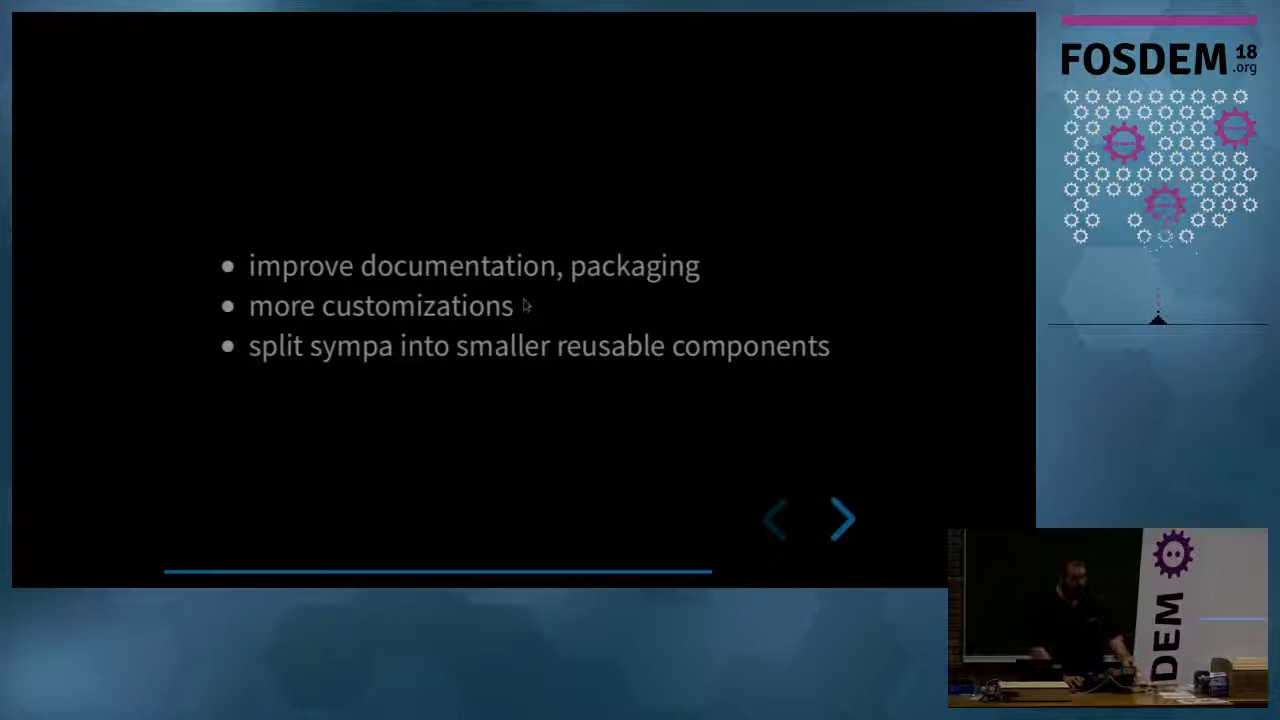 improve documentation, packaging
more customizations
split sympa into smaller reusable components
FOSDEM 18
.org
DEM